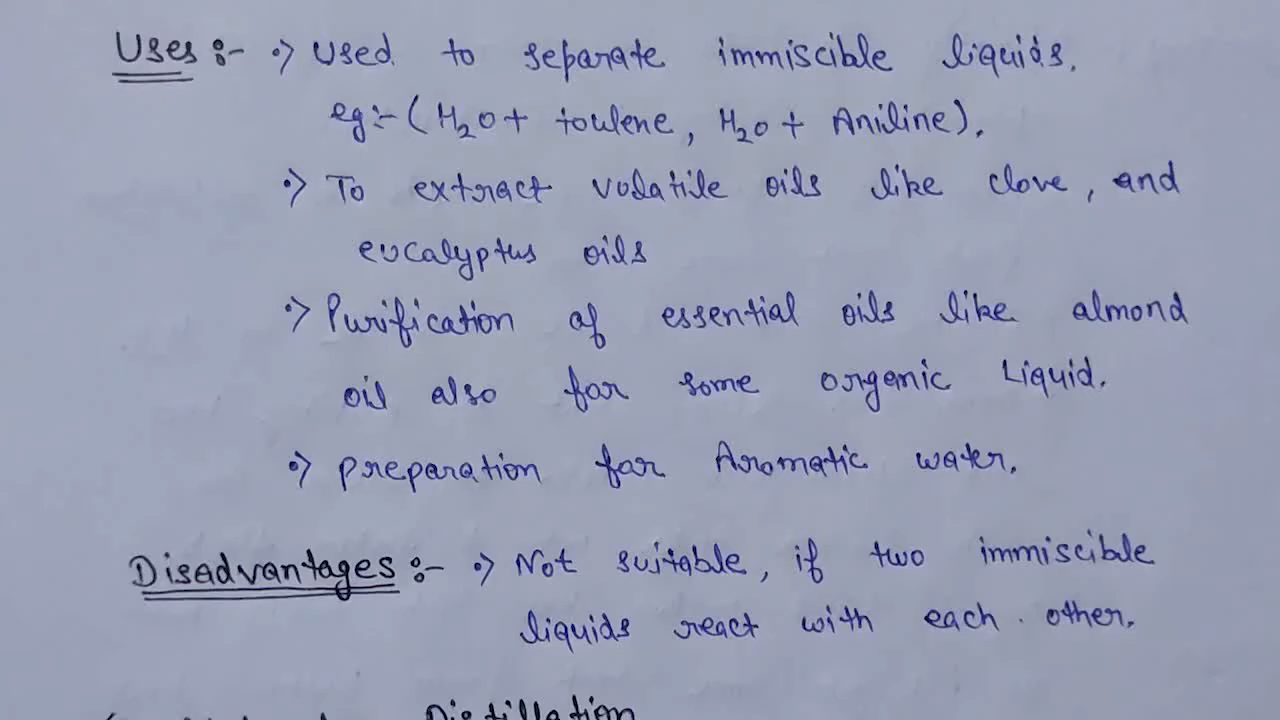 Uses :- :) Used to separate immiscible liquids.
eg:- (H₂O + toulene, H₂O + Aniline).
:) To extract volatile oils like clove, and
eucalyptus oils
:) Purification of essential oils like almond
oil also for some organic Liquid.
:) preparation for Aromatic water.
Disadvantages :- :) Not suitable, if two immiscible
liquids react with each other.
Distillation